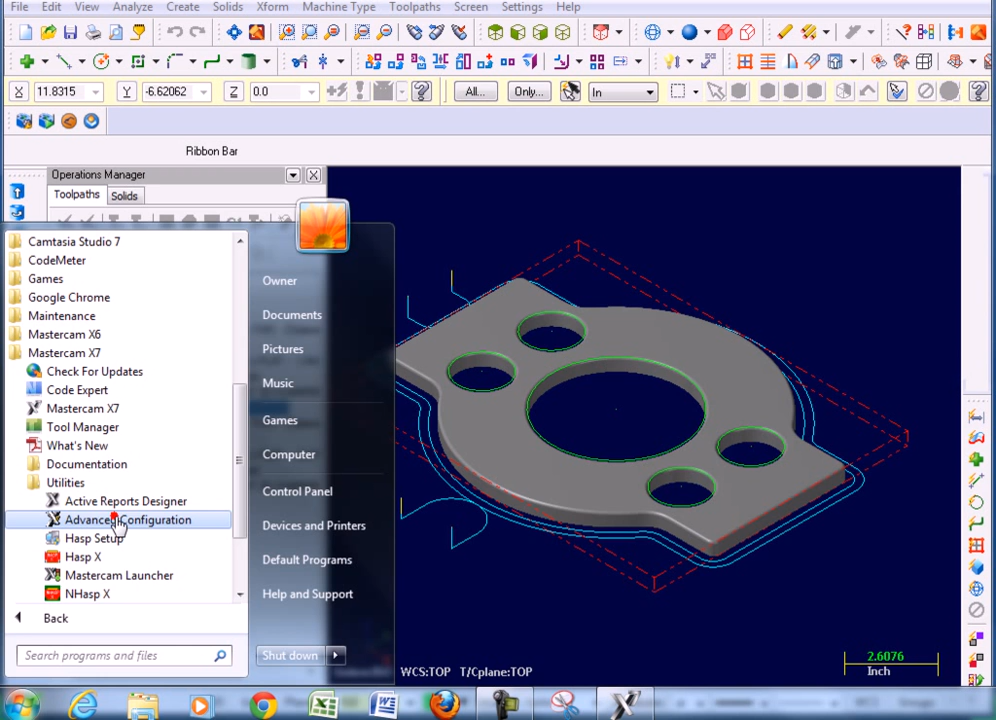 File Edit View Analyze Create Solids Xform Machine Type Toolpaths Screen Settings Help
X 11.8315 Y -6.62062 Z 0.0 All... Only... In
Ribbon Bar
Operations Manager
Toolpaths Solids
Camtasia Studio 7
CodeMeter
Games
Google Chrome
Maintenance
Mastercam X6
Mastercam X7
Check For Updates
Code Expert
Mastercam X7
Tool Manager
What's New
Documentation
Utilities
Active Reports Designer
Advanced Configuration
Hasp Setup
Hasp X
Mastercam Launcher
NHasp X
Back
Search programs and files
Owner
Documents
Pictures
Music
Games
Computer
Control Panel
Devices and Printers
Default Programs
Help and Support
Shut down
WCS:TOP T/Cplane:TOP
2.6076
Inch